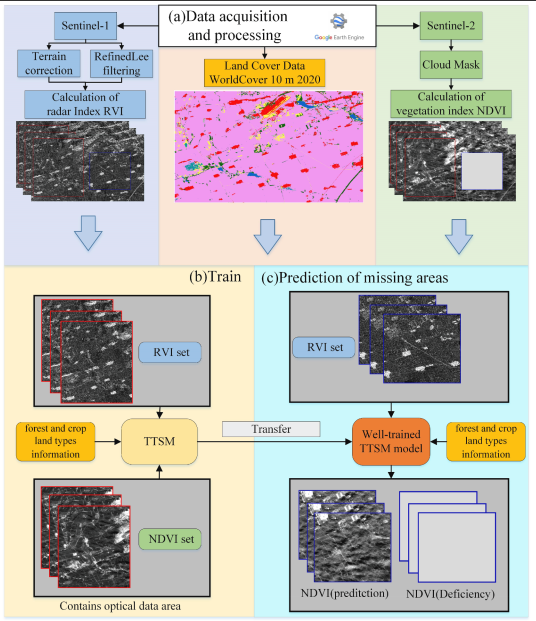 Sentinel-1
(a)Data acquisition
and processing
Google Earth Engine
Sentinel-2
Terrain
correction
RefinedLee
filtering
Land Cover Data
WorldCover 10 m 2020
Cloud Mask
Calculation of
radar Index RVI
Calculation of
vegetation index NDVI
(b)Train
(c)Prediction of missing areas
RVI set
RVI set
forest and crop
land types
information
TTSM
Transfer
Well-trained
TTSM model
forest and crop
land types
information
NDVI set
NDVI(preditction)
NDVI(Deficiency)
Contains optical data area